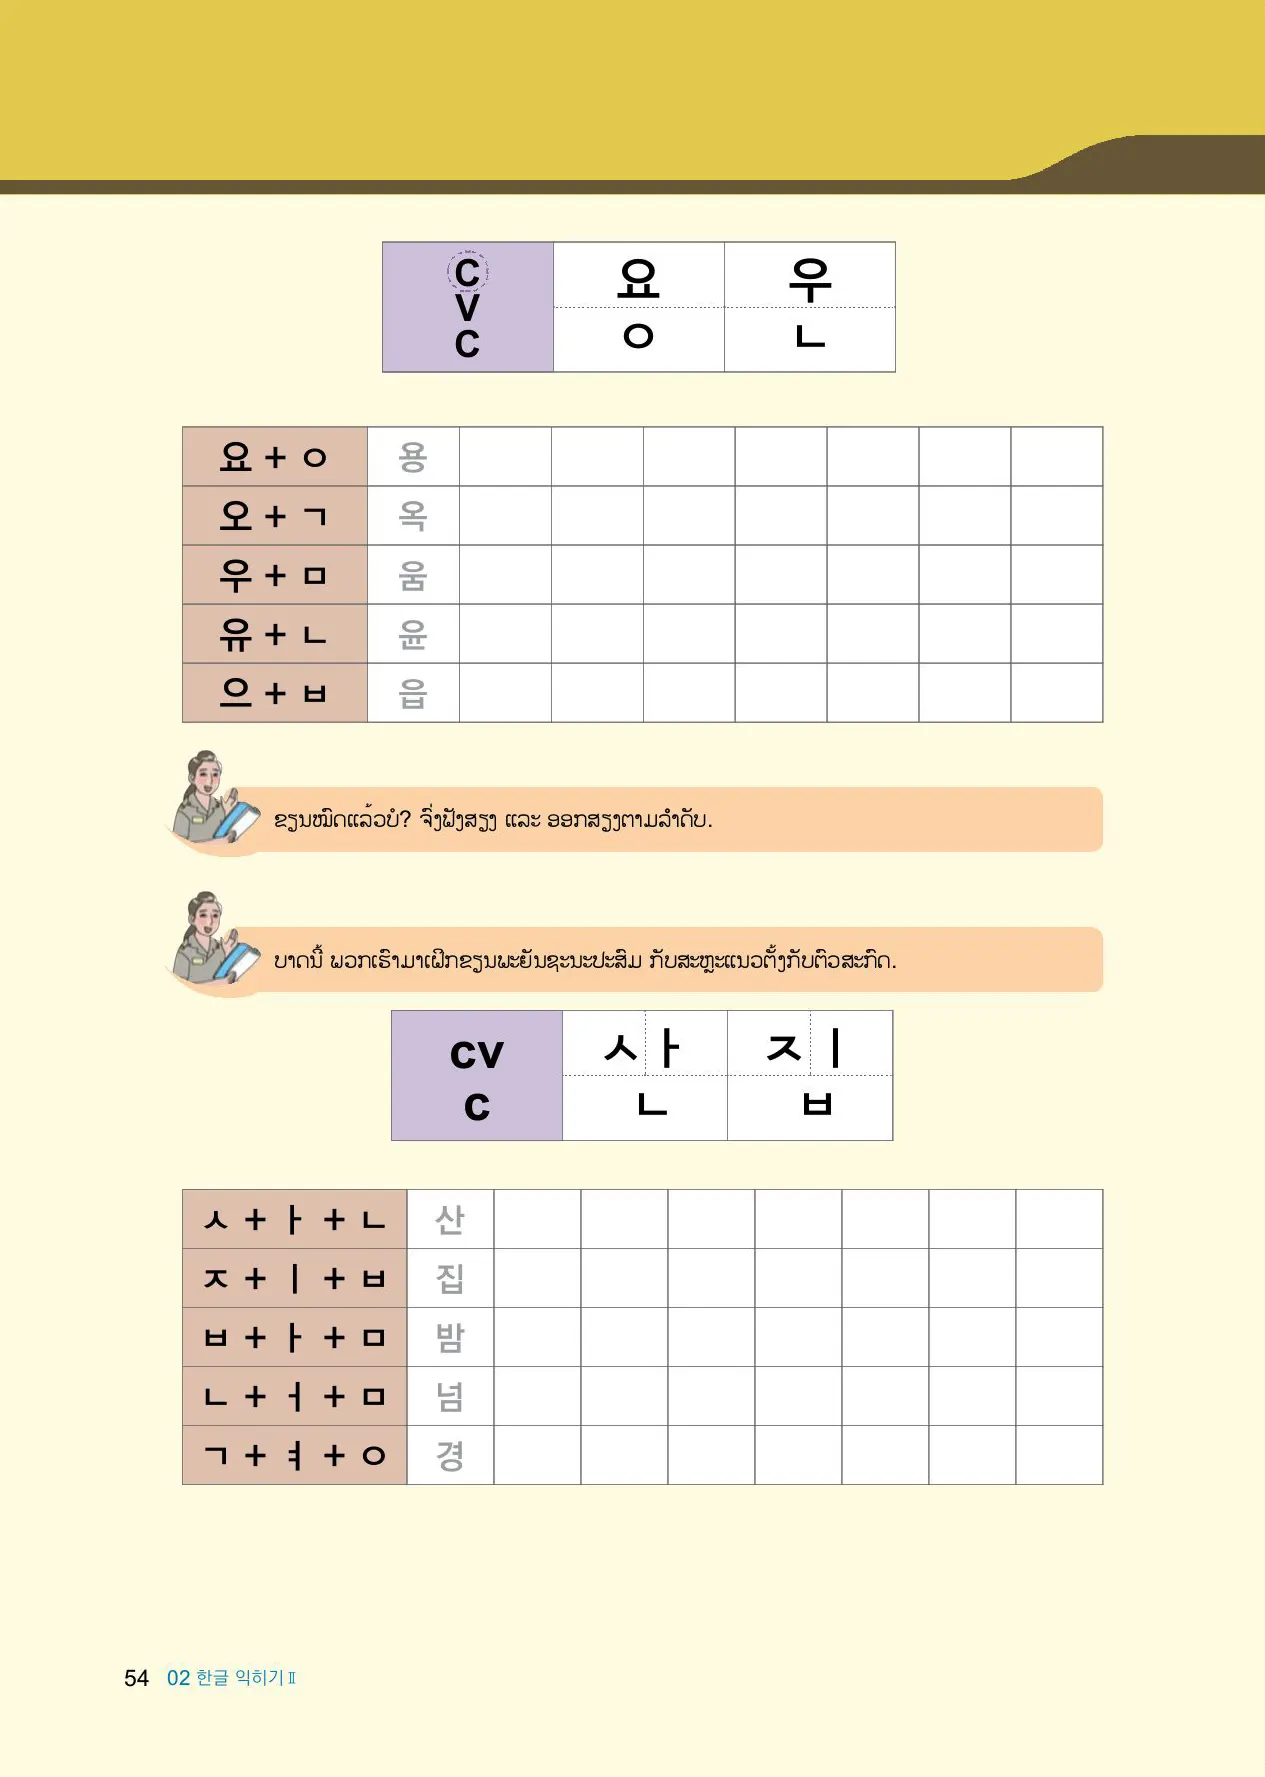 C 요 우
V
C ㅇ ㄴ
요 + ㅇ 용
오 + ㄱ 옥
우 + ㅁ 움
유 + ㄴ 윤
으 + ㅂ 읍
ຂຽນໝົດແລ້ວບໍ? ຈົ່ງຟັງສຽງ ແລະ ອອກສຽງຕາມລຳດັບ.
ບາດນີ້ ພວກເຮົາມາເຝິກຂຽນພະຍັນຊະນະປະສົມ ກັບສະຫຼະແນວຕັ້ງກັບຕົວສະກົດ.
cv ㅅ ㅏ ㅈ ㅣ
c ㄴ ㅂ
ㅅ + ㅏ + ㄴ 산
ㅈ + ㅣ + ㅂ 집
ㅂ + ㅏ + ㅁ 밤
ㄴ + ㅓ + ㅁ 넘
ㄱ + ㅕ + ㅇ 경
54 02 한글 익히기 Ⅱ